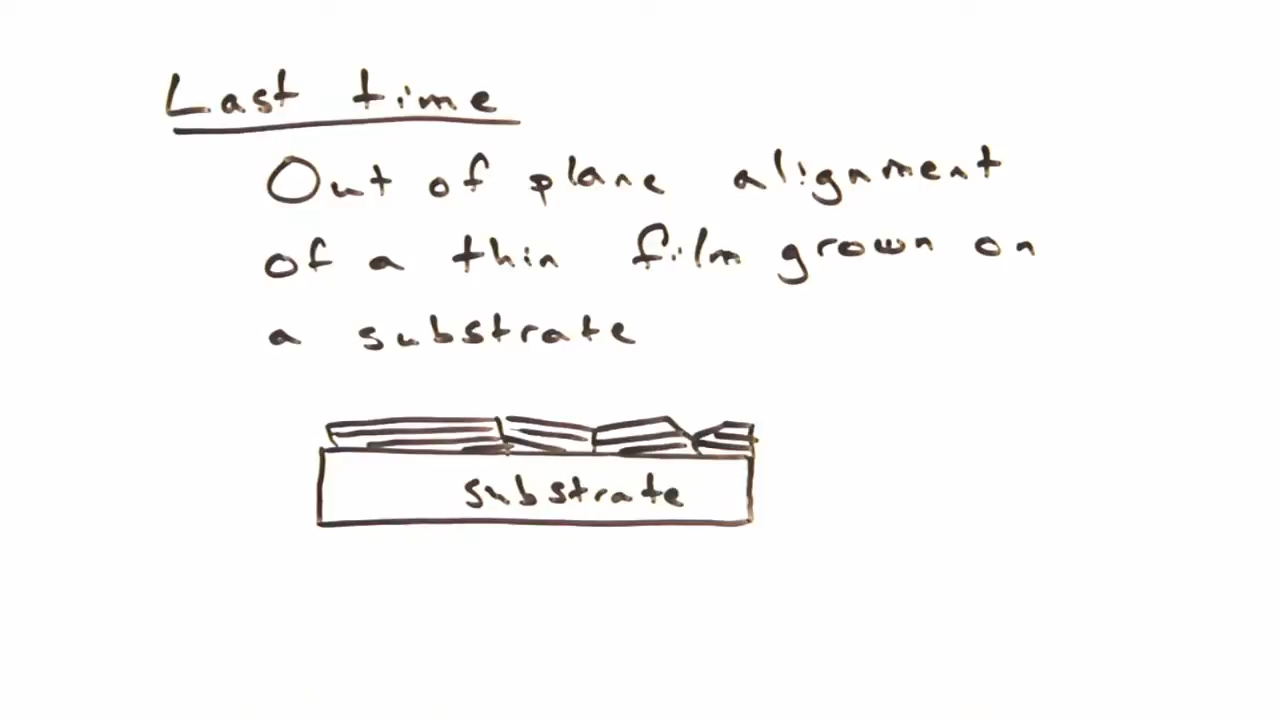 Last time
Out of plane alignment
of a thin film grown on
a substrate
substrate